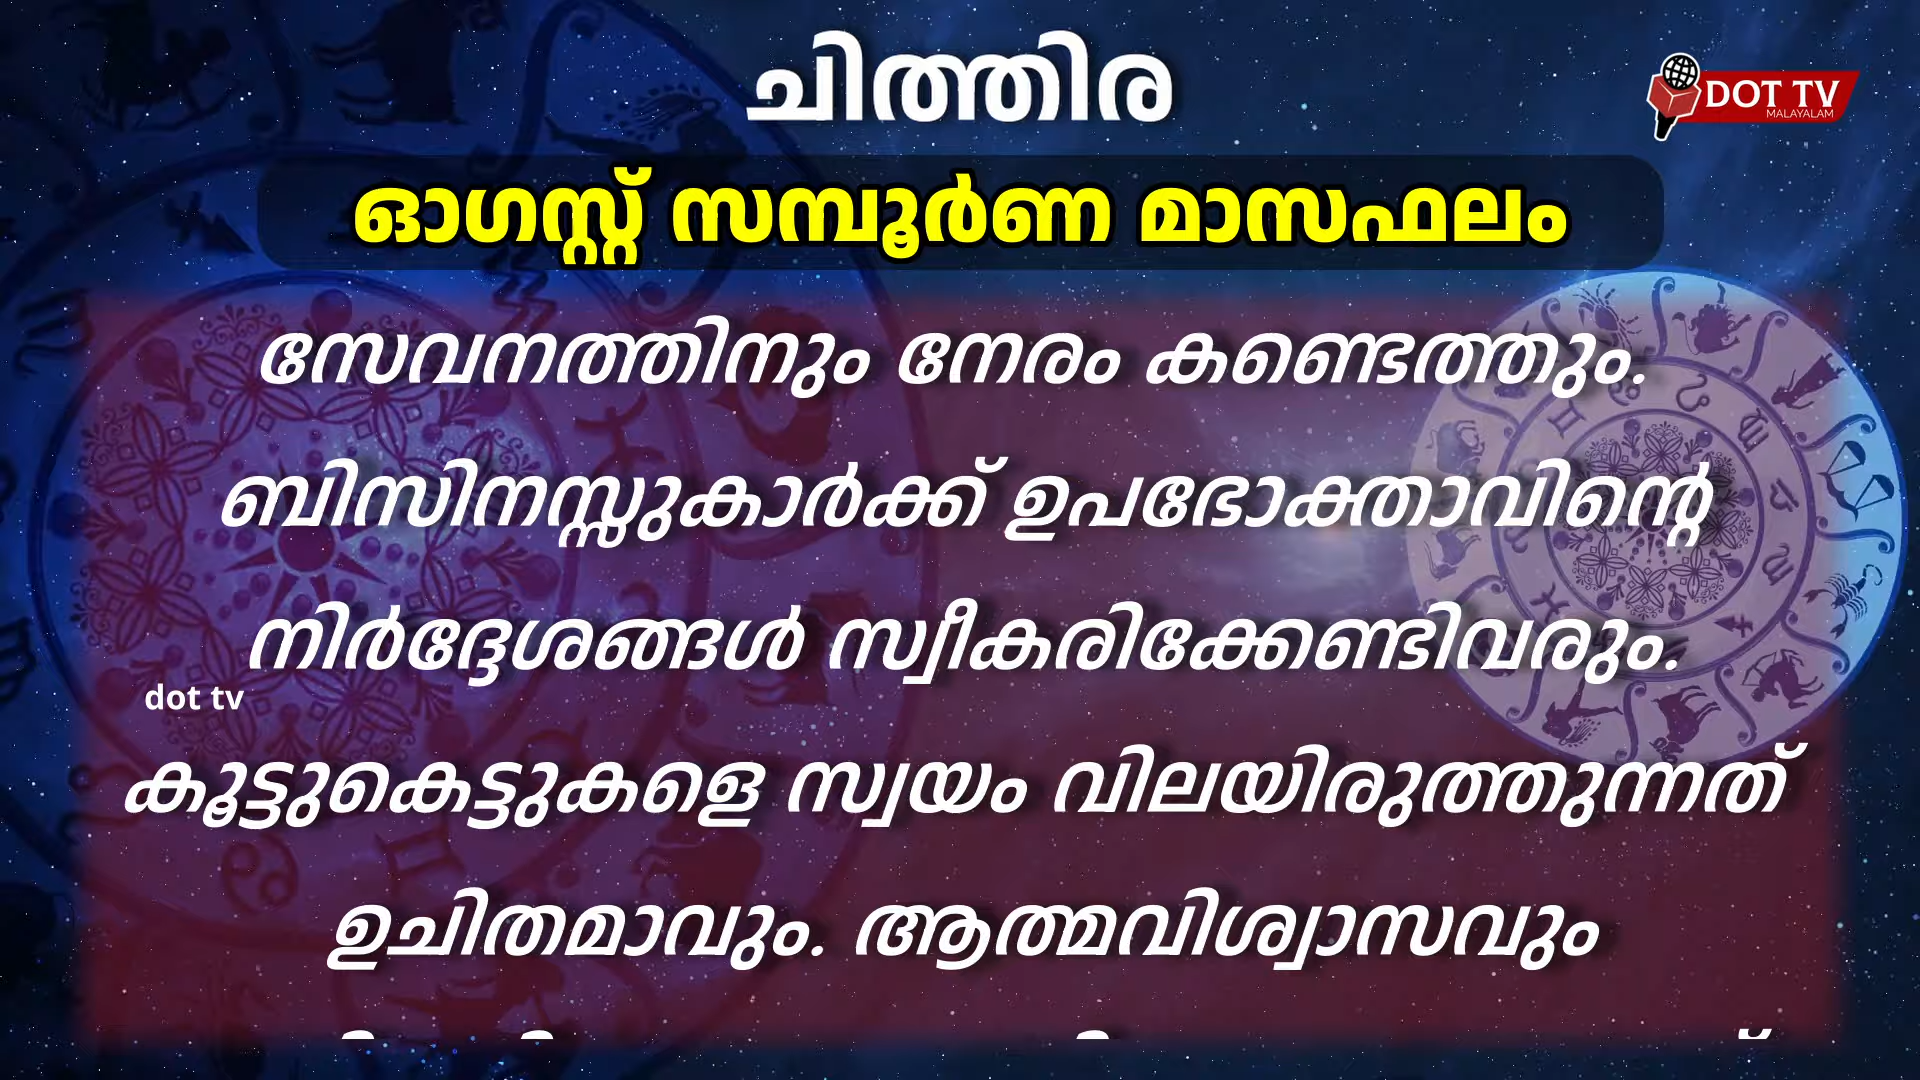 ചിത്തിര
DOT TV
MALAYALAM
ഓഗസ്റ്റ് സമ്പൂർണ മാസഫലം
സേവനത്തിനും നേരം കണ്ടെത്തും.
ബിസിനസ്സുകാർക്ക് ഉപഭോക്താവിന്റെ
നിർദ്ദേശങ്ങൾ സ്വീകരിക്കേണ്ടിവരും.
dot tv
കൂട്ടുകെട്ടുകളെ സ്വയം വിലയിരുത്തുന്നത്
ഉചിതമാവും. ആത്മവിശ്വാസവും